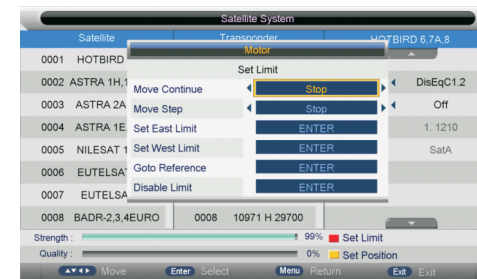 Satellite System
Satellite Transponder HOTBIRD 6,7A,8
Motor
Set Limit
0001 HOTBIRD
0002 ASTRA 1H,1
0003 ASTRA 2A
0004 ASTRA 1E
0005 NILESAT 1
0006 EUTELSA
0007 EUTELSA
0008 BADR-2,3,4EURO 0008 10971 H 29700
Move Continue Stop
Move Step Stop
Set East Limit ENTER
Set West Limit ENTER
Goto Reference ENTER
Disable Limit ENTER
DisEqC1.2
Off
1. 1210
SatA
Strength : 99% Set Limit
Quality : 0% Set Position
Move Enter Select Menu Return Exit Exit